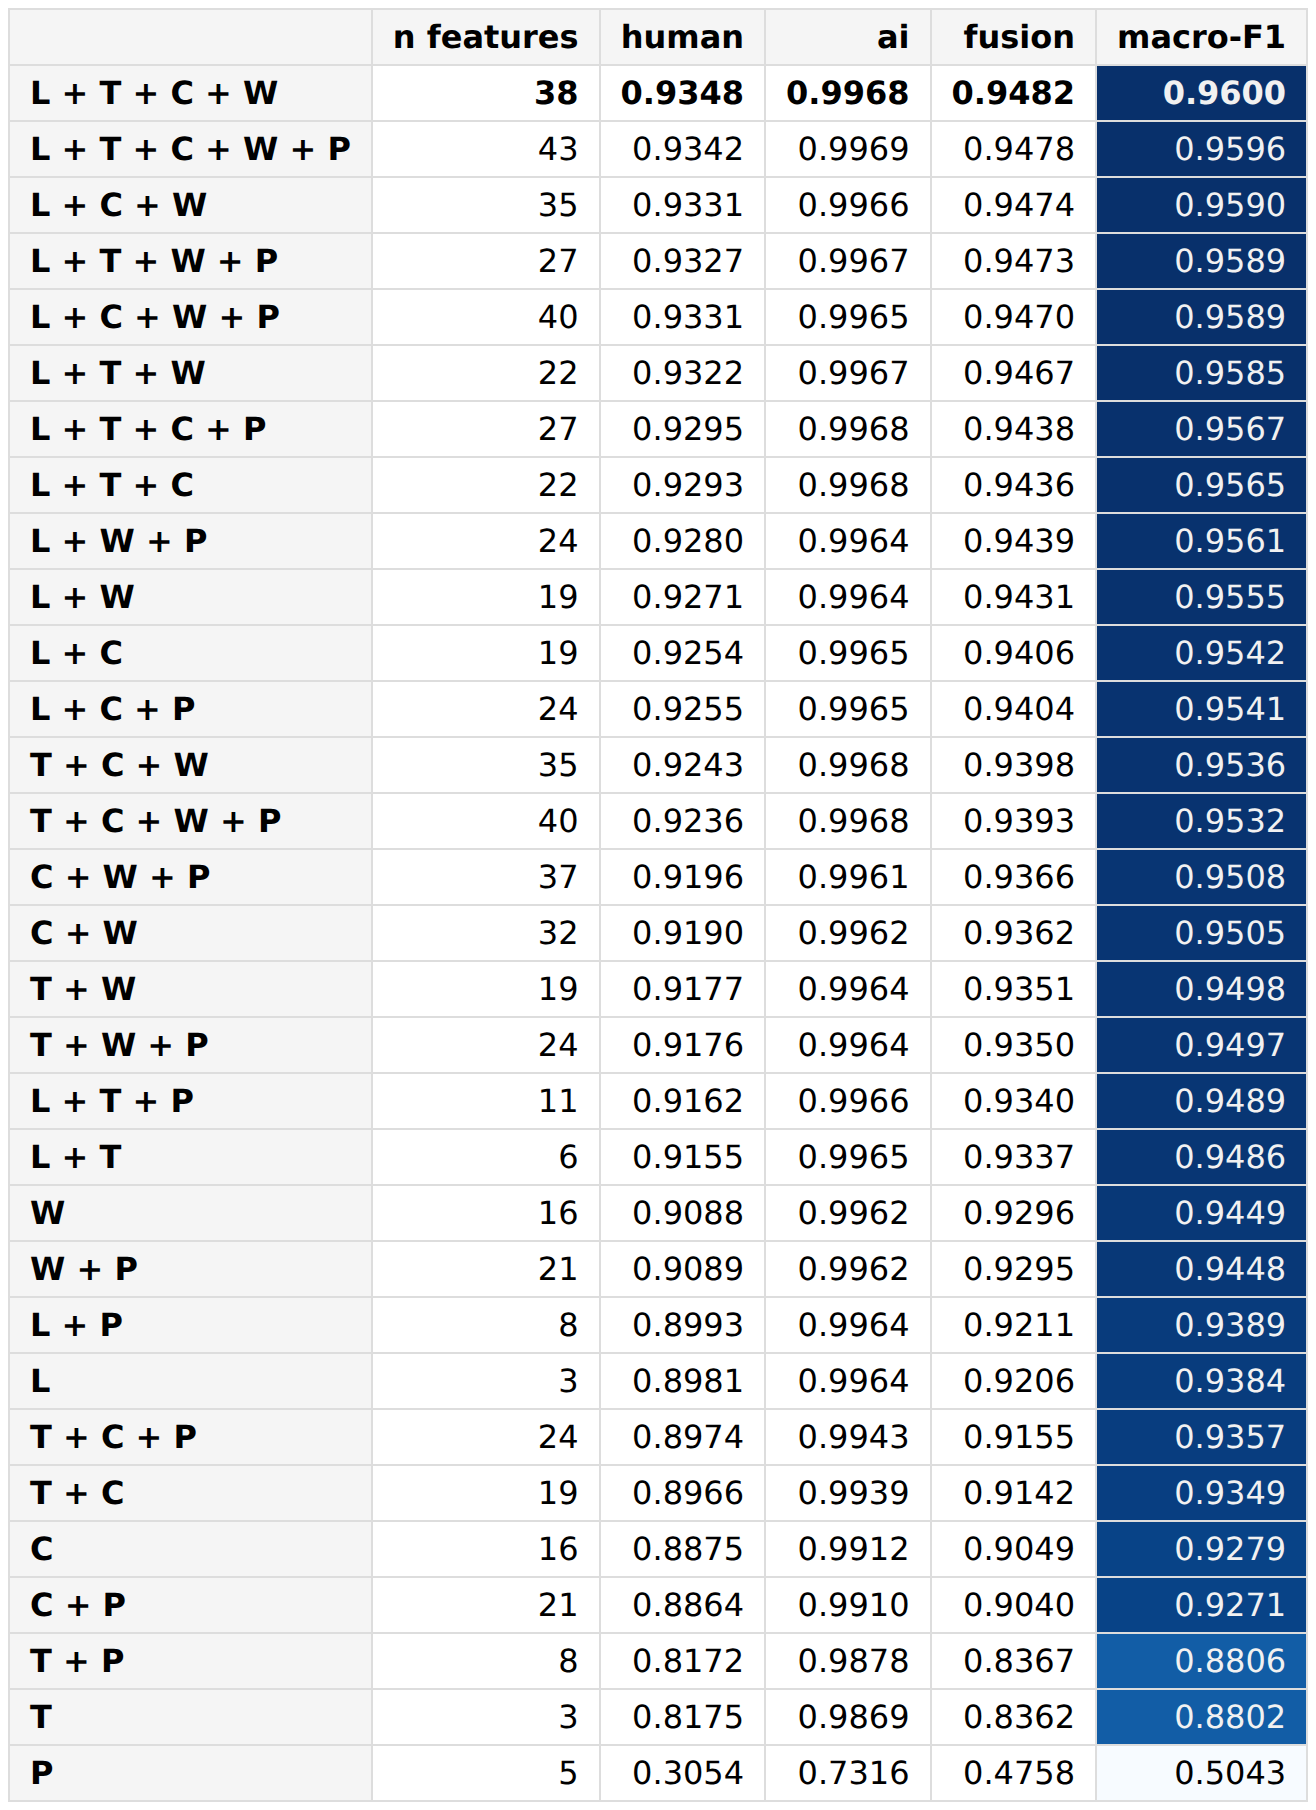 n features human ai fusion macro-F1
L + T + C + W 38 0.9348 0.9968 0.9482 0.9600
L + T + C + W + P 43 0.9342 0.9969 0.9478 0.9596
L + C + W 35 0.9331 0.9966 0.9474 0.9590
L + T + W + P 27 0.9327 0.9967 0.9473 0.9589
L + C + W + P 40 0.9331 0.9965 0.9470 0.9589
L + T + W 22 0.9322 0.9967 0.9467 0.9585
L + T + C + P 27 0.9295 0.9968 0.9438 0.9567
L + T + C 22 0.9293 0.9968 0.9436 0.9565
L + W + P 24 0.9280 0.9964 0.9439 0.9561
L + W 19 0.9271 0.9964 0.9431 0.9555
L + C 19 0.9254 0.9965 0.9406 0.9542
L + C + P 24 0.9255 0.9965 0.9404 0.9541
T + C + W 35 0.9243 0.9968 0.9398 0.9536
T + C + W + P 40 0.9236 0.9968 0.9393 0.9532
C + W + P 37 0.9196 0.9961 0.9366 0.9508
C + W 32 0.9190 0.9962 0.9362 0.9505
T + W 19 0.9177 0.9964 0.9351 0.9498
T + W + P 24 0.9176 0.9964 0.9350 0.9497
L + T + P 11 0.9162 0.9966 0.9340 0.9489
L + T 6 0.9155 0.9965 0.9337 0.9486
W 16 0.9088 0.9962 0.9296 0.9449
W + P 21 0.9089 0.9962 0.9295 0.9448
L + P 8 0.8993 0.9964 0.9211 0.9389
L 3 0.8981 0.9964 0.9206 0.9384
T + C + P 24 0.8974 0.9943 0.9155 0.9357
T + C 19 0.8966 0.9939 0.9142 0.9349
C 16 0.8875 0.9912 0.9049 0.9279
C + P 21 0.8864 0.9910 0.9040 0.9271
T + P 8 0.8172 0.9878 0.8367 0.8806
T 3 0.8175 0.9869 0.8362 0.8802
P 5 0.3054 0.7316 0.4758 0.5043